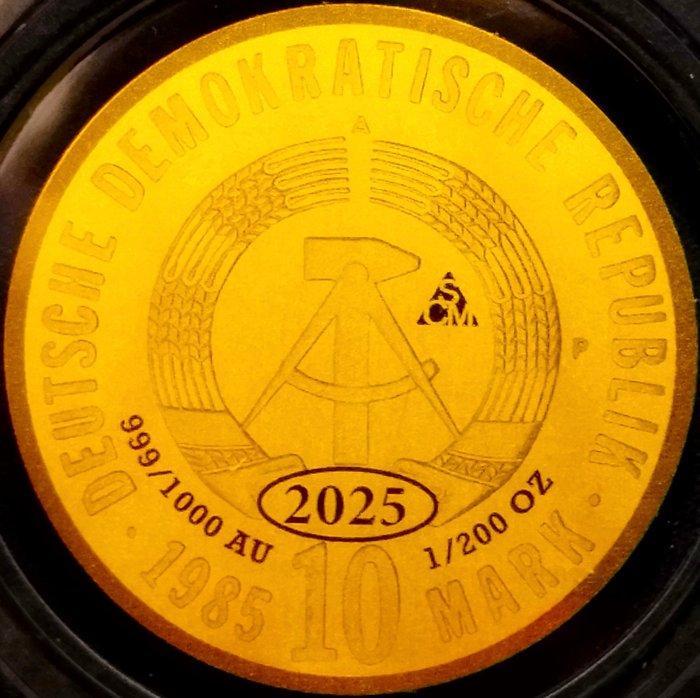 DEUTSCHE DEMOKRATISCHE REPUBLIK
A
SCM
P
999/1000 AU
2025
1/200 OZ
· 1985 10 MARK ·